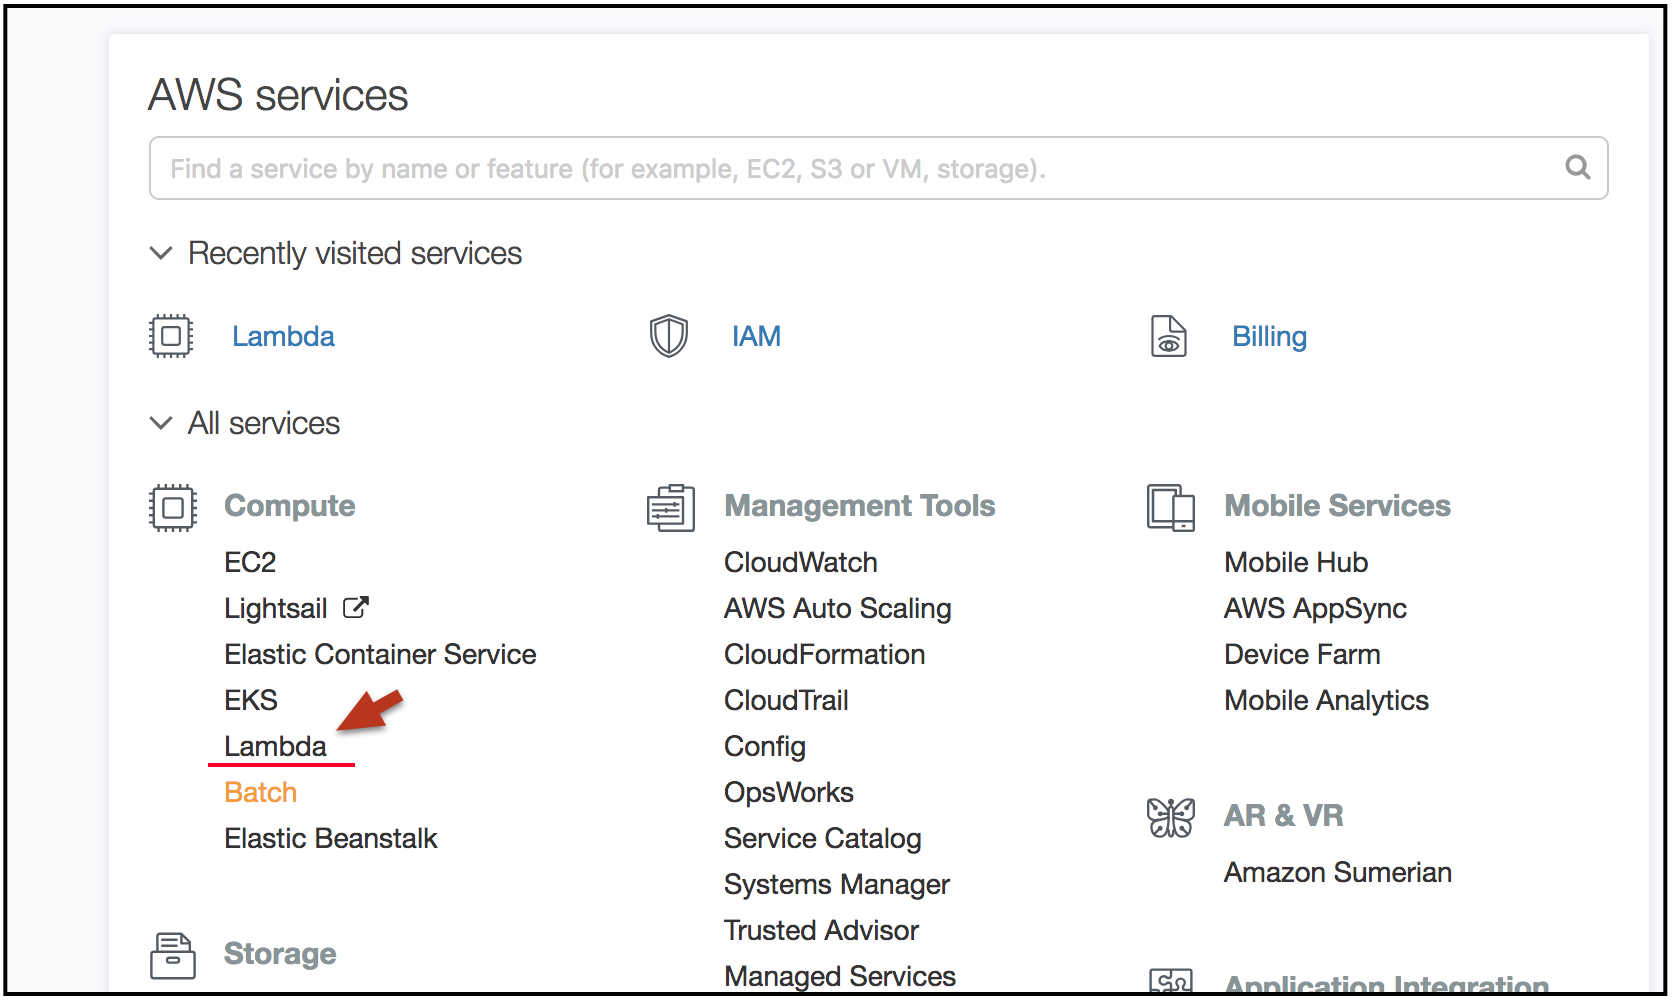 AWS services
Find a service by name or feature (for example, EC2, S3 or VM, storage).
Recently visited services
Lambda
IAM
Billing
All services
Compute
EC2
Lightsail
Elastic Container Service
EKS
Lambda
Batch
Elastic Beanstalk
Storage
Management Tools
CloudWatch
AWS Auto Scaling
CloudFormation
CloudTrail
Config
OpsWorks
Service Catalog
Systems Manager
Trusted Advisor
Managed Services
Mobile Services
Mobile Hub
AWS AppSync
Device Farm
Mobile Analytics
AR & VR
Amazon Sumerian
Application Integration